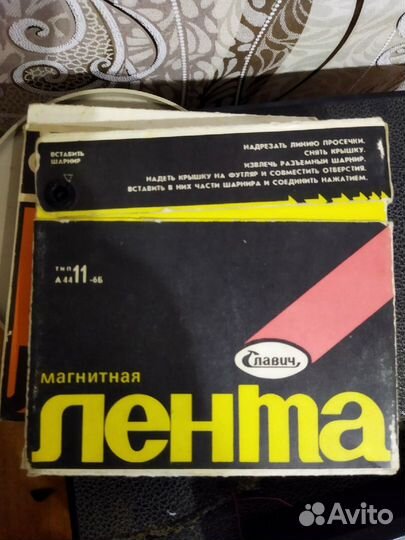 ВСТАВИТЬ
ШАРНИР
НАДРЕЗАТЬ ЛИНИЮ ПРОСЕЧКИ.
СНЯТЬ КРЫШКУ.
ИЗВЛЕЧЬ РАЗЪЕМНЫЙ ШАРНИР.
НАДЕТЬ КРЫШКУ НА ФУТЛЯР И СОВМЕСТИТЬ ОТВЕРСТИЯ.
ВСТАВИТЬ В НИХ ЧАСТИ ШАРНИРА И СОЕДИНИТЬ НАЖАТИЕМ.
ТИП
А 4411-6Б
Славич
МАГНИТНАЯ
лента
Avito